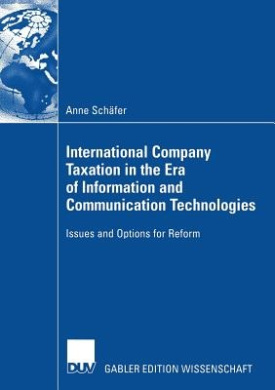 Anne Schäfer
International Company
Taxation in the Era
of Information and
Communication Technologies
Issues and Options for Reform
DUV
GABLER EDITION WISSENSCHAFT